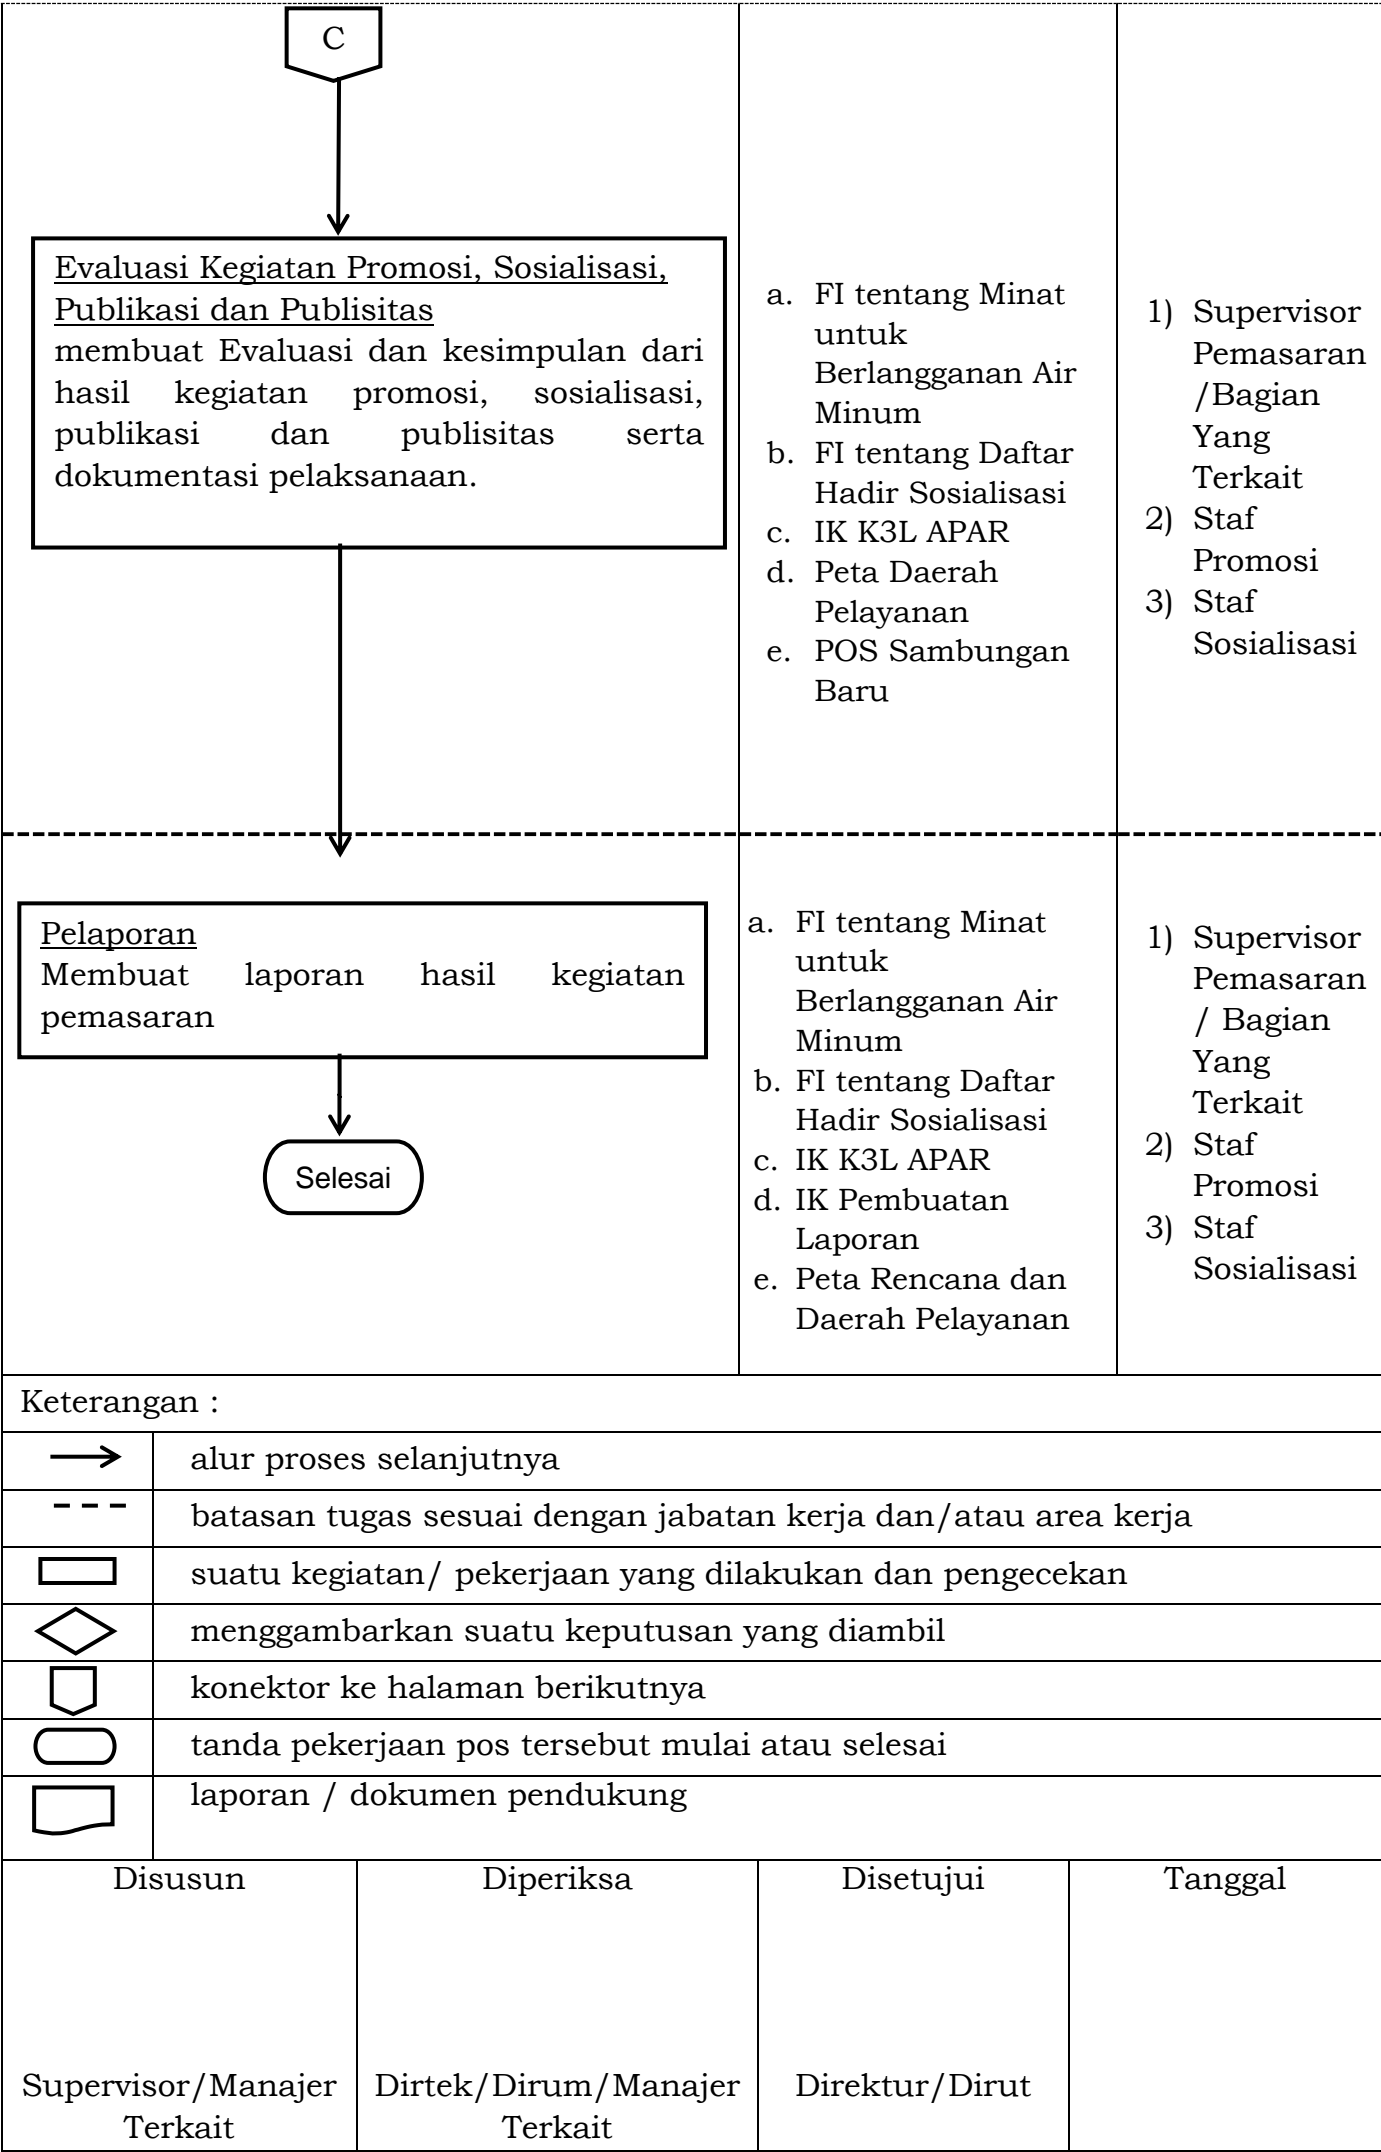 C
Evaluasi Kegiatan Promosi, Sosialisasi,
Publikasi dan Publisitas
membuat Evaluasi dan kesimpulan dari
hasil kegiatan promosi, sosialisasi,
publikasi dan publisitas serta
dokumentasi pelaksanaan.
a. FI tentang Minat
untuk
Berlangganan Air
Minum
b. FI tentang Daftar
Hadir Sosialisasi
c. IK K3L APAR
d. Peta Daerah
Pelayanan
e. POS Sambungan
Baru
1) Supervisor
Pemasaran
/Bagian
Yang
Terkait
2) Staf
Promosi
3) Staf
Sosialisasi
Pelaporan
Membuat laporan hasil kegiatan
pemasaran
Selesai
a. FI tentang Minat
untuk
Berlangganan Air
Minum
b. FI tentang Daftar
Hadir Sosialisasi
c. IK K3L APAR
d. IK Pembuatan
Laporan
e. Peta Rencana dan
Daerah Pelayanan
1) Supervisor
Pemasaran
/ Bagian
Yang
Terkait
2) Staf
Promosi
3) Staf
Sosialisasi
Keterangan :
alur proses selanjutnya
batasan tugas sesuai dengan jabatan kerja dan/atau area kerja
suatu kegiatan/ pekerjaan yang dilakukan dan pengecekan
menggambarkan suatu keputusan yang diambil
konektor ke halaman berikutnya
tanda pekerjaan pos tersebut mulai atau selesai
laporan / dokumen pendukung
Disusun
Supervisor/Manajer
Terkait
Diperiksa
Dirtek/Dirum/Manajer
Terkait
Disetujui
Direktur/Dirut
Tanggal